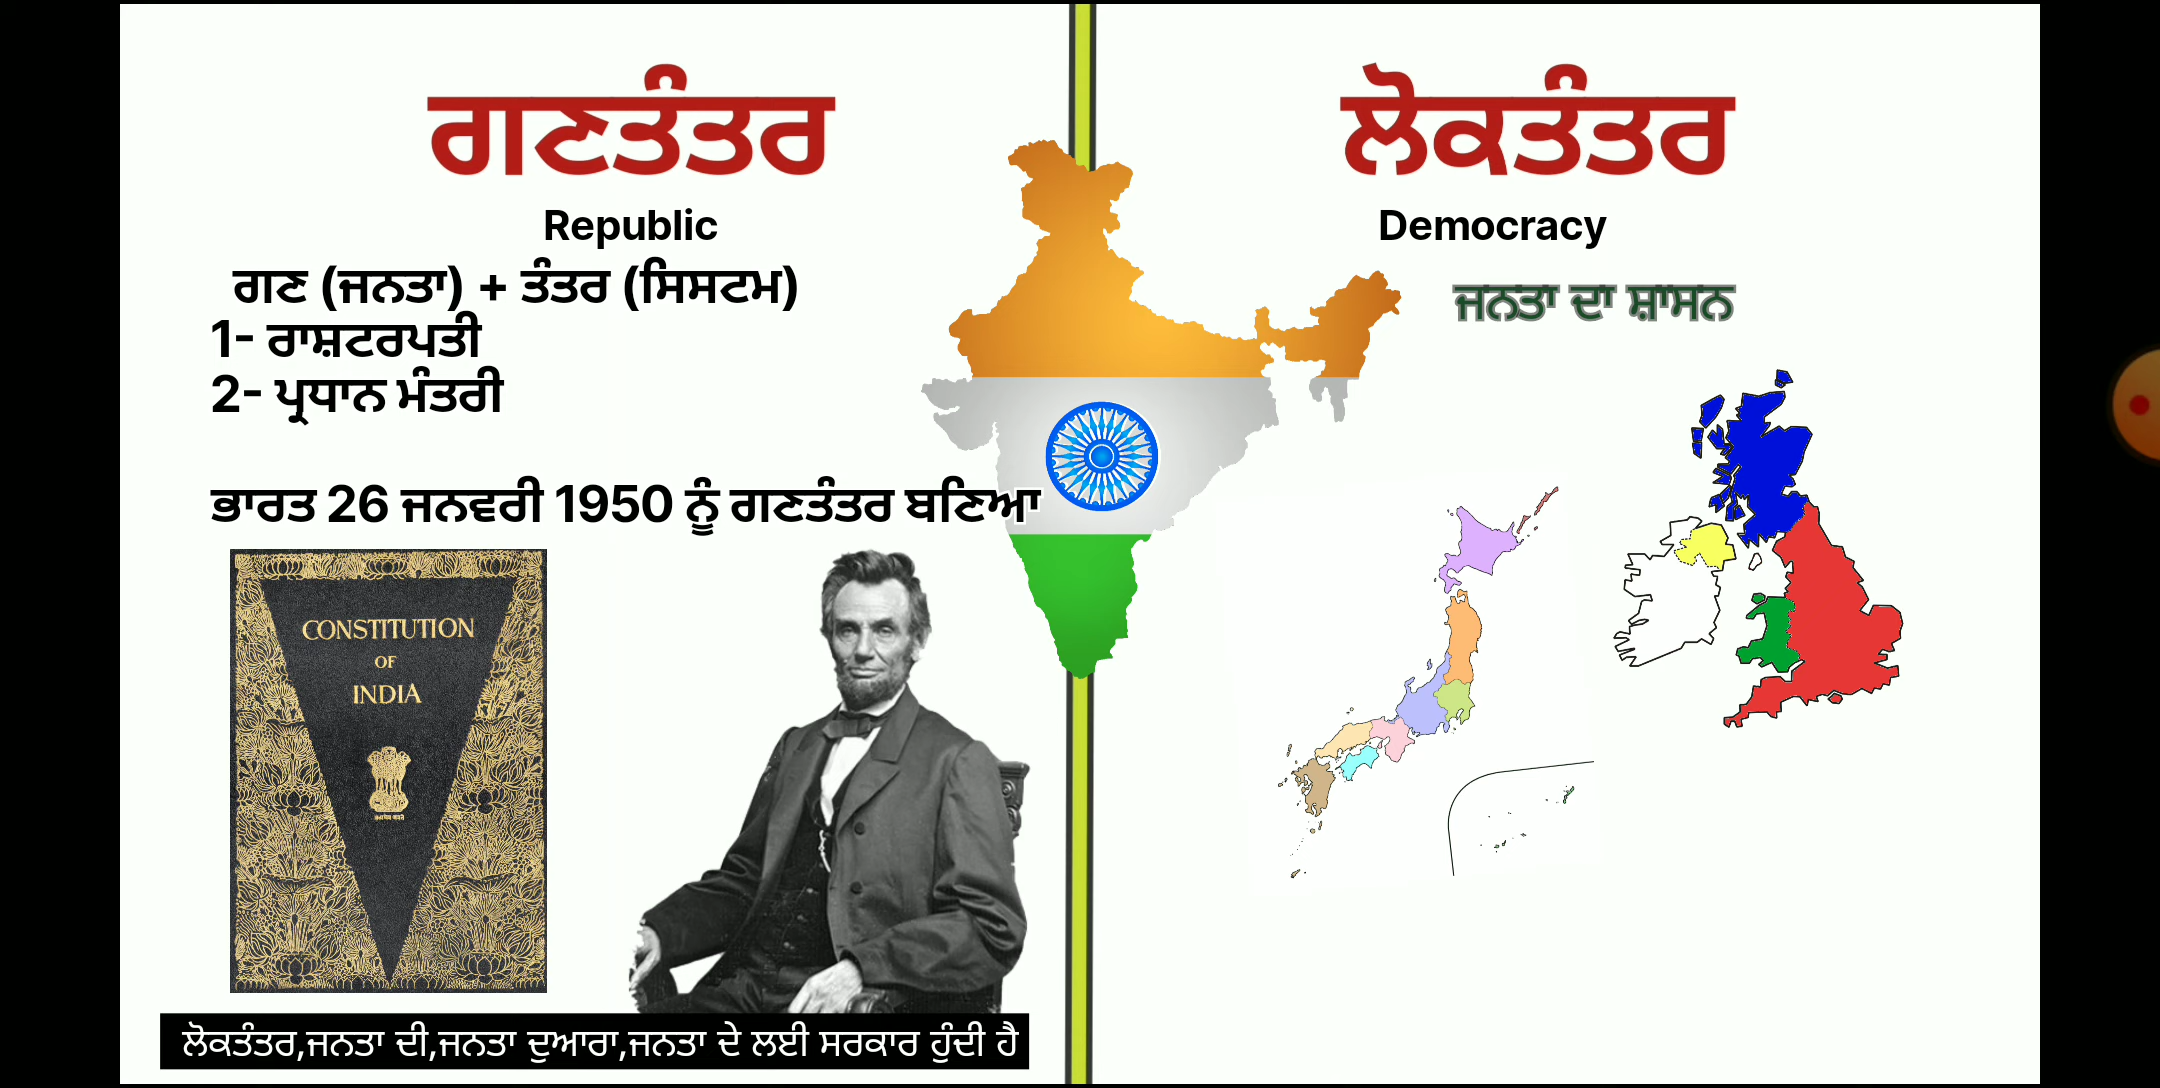 ਗਣਤੰਤਰ
Republic
ਗਣ (ਜਨਤਾ) + ਤੰਤਰ (ਸਿਸਟਮ)
1- ਰਾਸ਼ਟਰਪਤੀ
2- ਪ੍ਰਧਾਨ ਮੰਤਰੀ
ਭਾਰਤ 26 ਜਨਵਰੀ 1950 ਨੂੰ ਗਣਤੰਤਰ ਬਣਿਆ
CONSTITUTION
OF
INDIA
ਲੋਕਤੰਤਰ,ਜਨਤਾ ਦੀ,ਜਨਤਾ ਦੁਆਰਾ,ਜਨਤਾ ਦੇ ਲਈ ਸਰਕਾਰ ਹੁੰਦੀ ਹੈ
ਲੋਕਤੰਤਰ
Democracy
ਜਨਤਾ ਦਾ ਸ਼ਾਸਨ